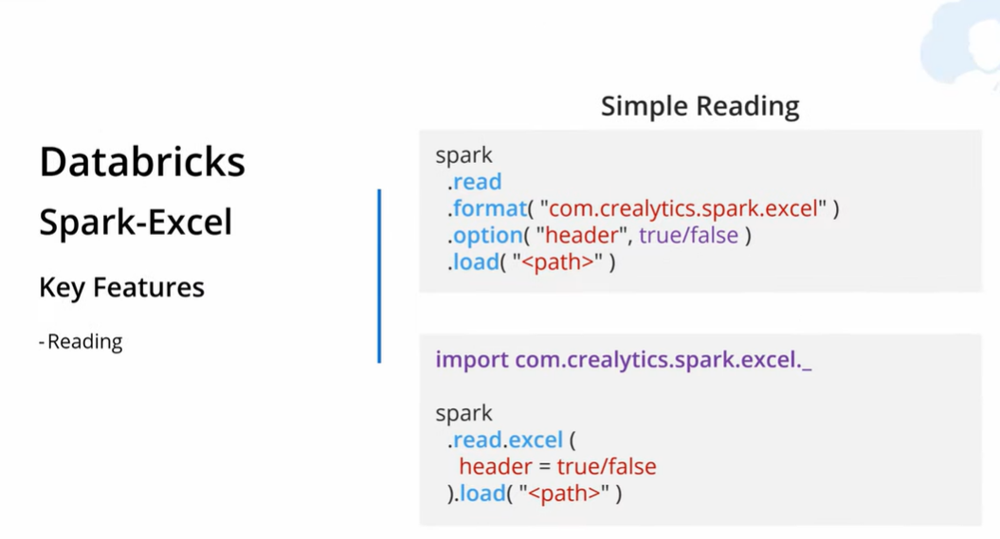 Databricks
Spark-Excel
Key Features
- Reading
Simple Reading
spark
.read
.format( "com.crealytics.spark.excel" )
.option( "header", true/false )
.load( "<path>" )
import com.crealytics.spark.excel._
spark
.read.excel (
header = true/false
).load( "<path>" )